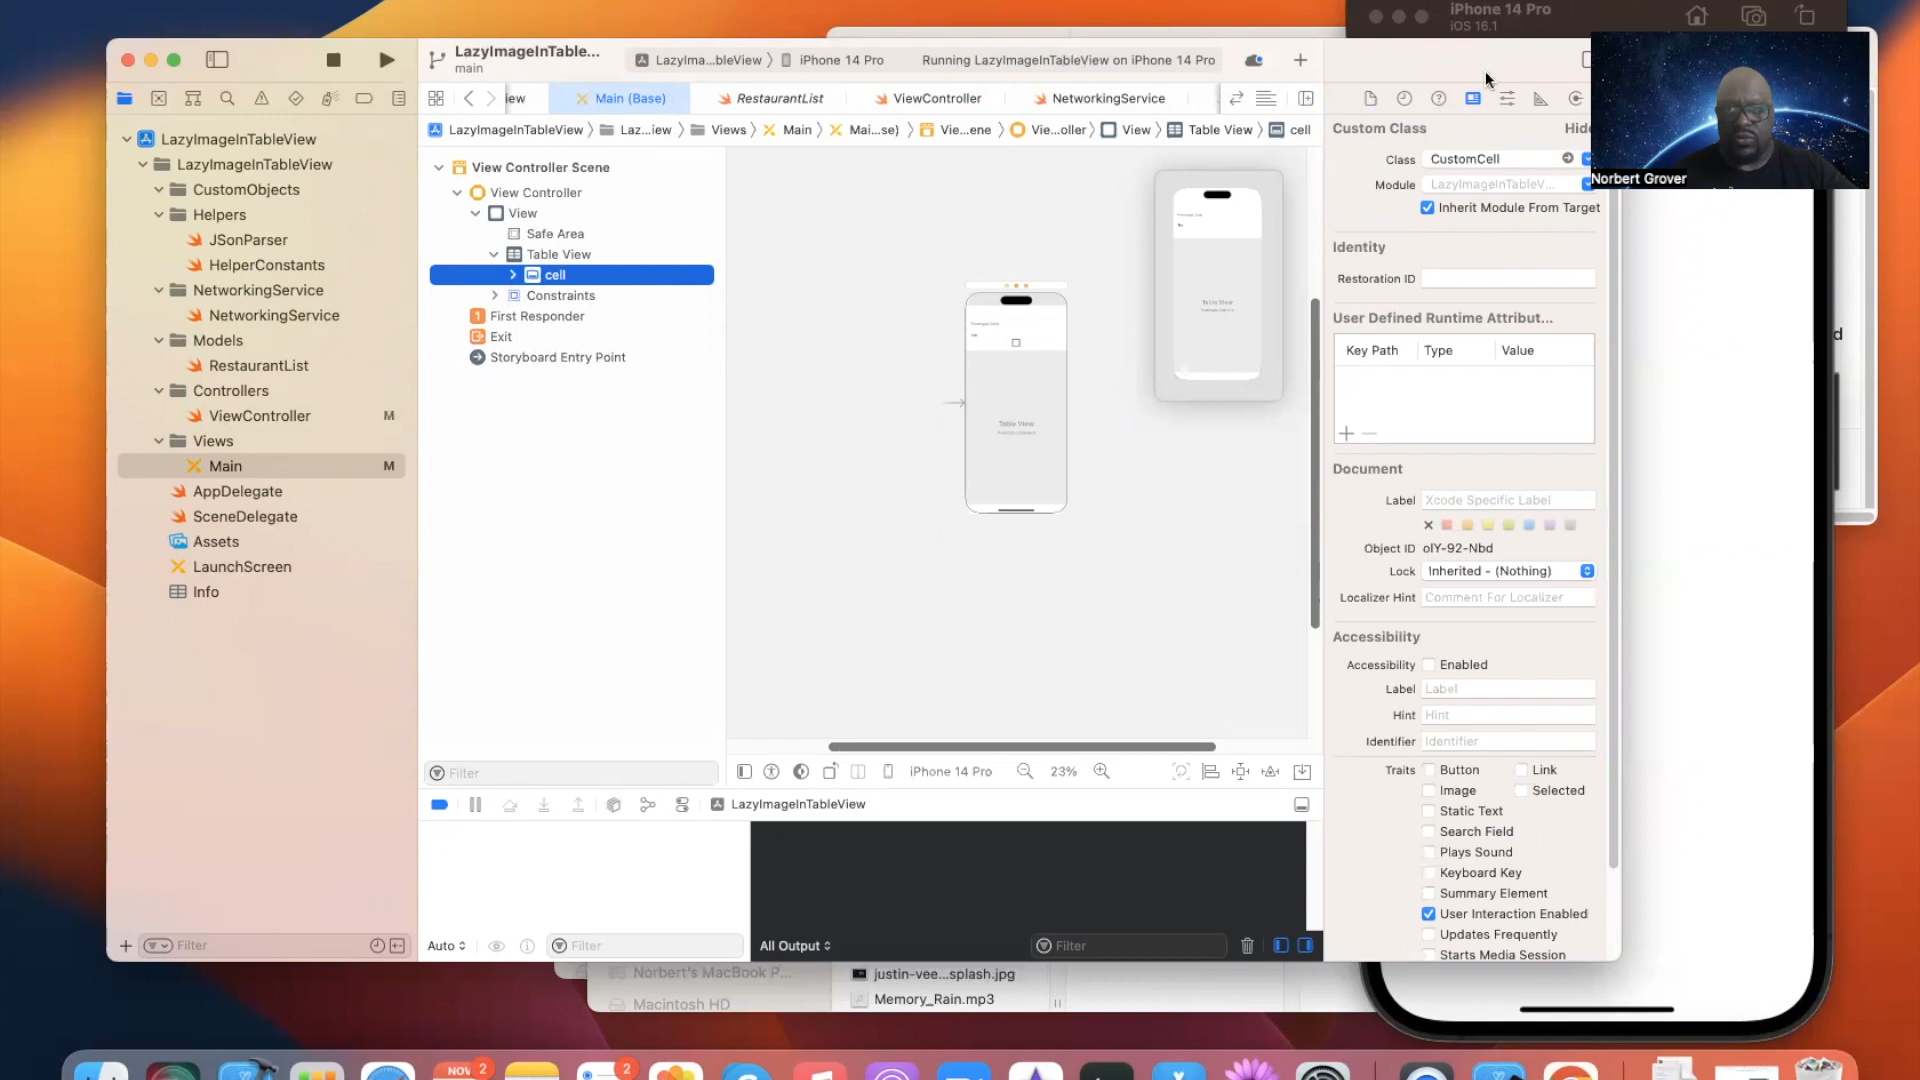 iPhone 14 Pro
iOS 16.1
LazyImageInTable...
main
LazyIma...bleView
iPhone 14 Pro
Running LazyImageInTableView on iPhone 14 Pro
iew
Main (Base)
RestaurantList
ViewController
NetworkingService
LazyImageInTableView
Laz...iew
Views
Main
Mai...se)
Vie...ene
Vie...oller
View
Table View
cell
LazyImageInTableView
LazyImageInTableView
CustomObjects
Helpers
JSonParser
HelperConstants
NetworkingService
NetworkingService
Models
RestaurantList
Controllers
ViewController M
Views
Main M
AppDelegate
SceneDelegate
Assets
LaunchScreen
Info
Filter
View Controller Scene
View Controller
View
Safe Area
Table View
cell
Constraints
First Responder
Exit
Storyboard Entry Point
Filter
Table View
Table View
iPhone 14 Pro
23%
LazyImageInTableView
Auto
Filter
All Output
Filter
Custom Class
Hide
Class CustomCell
Module LazyImageInTableV...
Inherit Module From Target
Identity
Restoration ID
User Defined Runtime Attribut...
Key Path Type Value
Document
Label Xcode Specific Label
Object ID oIY-92-Nbd
Lock Inherited - (Nothing)
Localizer Hint Comment For Localizer
Accessibility
Accessibility Enabled
Label Label
Hint Hint
Identifier Identifier
Traits Button Link
Image Selected
Static Text
Search Field
Plays Sound
Keyboard Key
Summary Element
User Interaction Enabled
Updates Frequently
Starts Media Session
Norbert Grover
d
Norbert's MacBook P...
Macintosh HD
justin-vee...splash.jpg
Memory_Rain.mp3
NOV 2
2